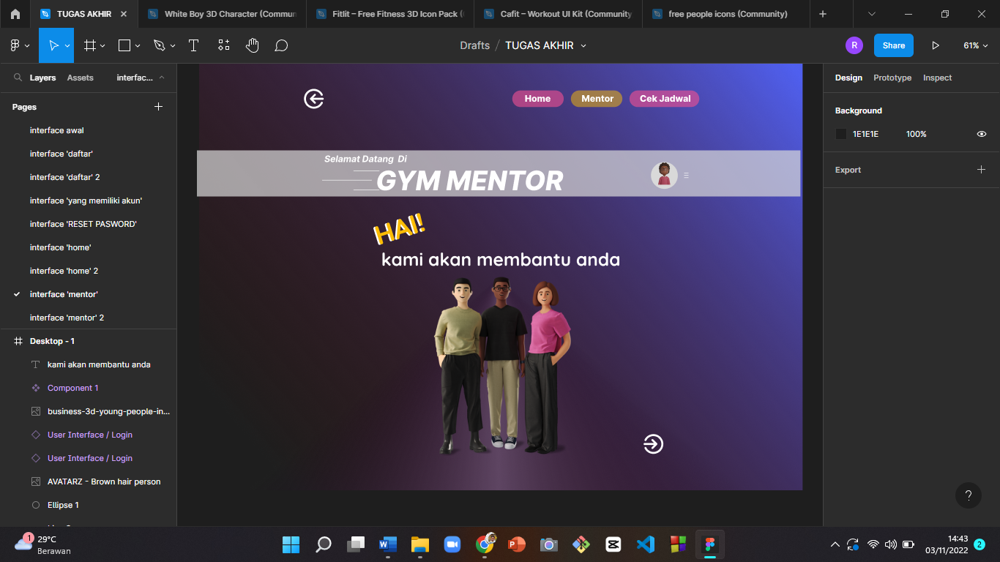 TUGAS AKHIR
White Boy 3D Character (Commun
Fitlit – Free Fitness 3D Icon Pack (
Cafit – Workout UI Kit (Community
free people icons (Community)
Drafts / TUGAS AKHIR
R
Share
61%
Layers
Assets
interfac...
Design
Prototype
Inspect
Pages
interface awal
interface 'daftar'
interface 'daftar' 2
interface 'yang memiliki akun'
interface 'RESET PASWORD'
interface 'home'
interface 'home' 2
interface 'mentor'
interface 'mentor' 2
Desktop - 1
kami akan membantu anda
Component 1
business-3d-young-people-in...
User Interface / Login
User Interface / Login
AVATARZ - Brown hair person
Ellipse 1
Home
Mentor
Cek Jadwal
Selamat Datang Di
GYM MENTOR
HAI!
kami akan membantu anda
Background
1E1E1E
100%
Export
?
1
29°C
Berawan
14:43
03/11/2022
2